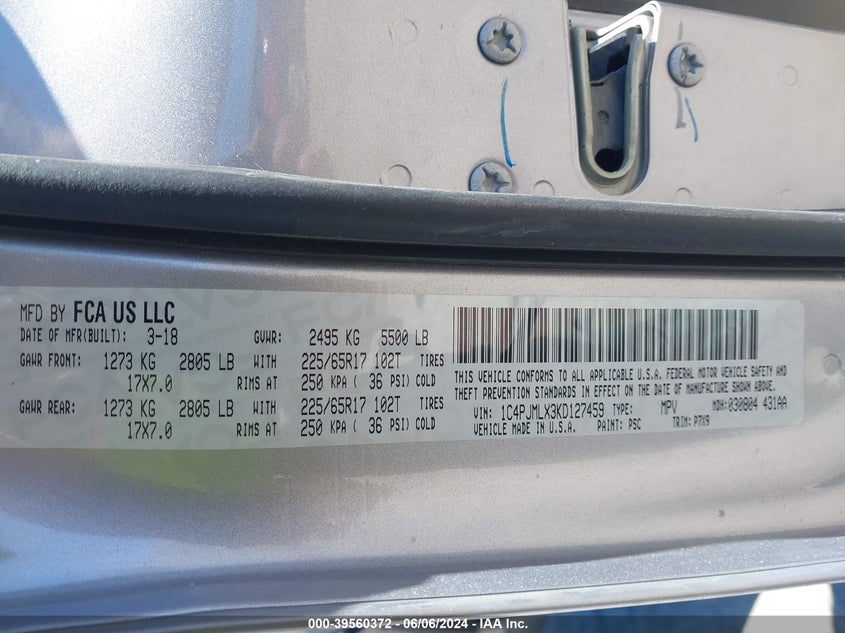 MFD BY FCA US LLC
DATE OF MFR(BUILT): 3-18 GVWR: 2495 KG 5500 LB
GAWR FRONT: 1273 KG 2805 LB WITH 225/65R17 102T TIRES
17X7.0 RIMS AT 250 KPA ( 36 PSI) COLD
GAWR REAR: 1273 KG 2805 LB WITH 225/65R17 102T TIRES
17X7.0 RIMS AT 250 KPA ( 36 PSI) COLD
THIS VEHICLE CONFORMS TO ALL APPLICABLE U.S.A. FEDERAL MOTOR VEHICLE SAFETY AND
THEFT PREVENTION STANDARDS IN EFFECT ON THE DATE OF MANUFACTURE SHOWN ABOVE.
VIN: 1C4PJMLX3KD127459 TYPE: MPV MDH: 030804 431AA
VEHICLE MADE IN U.S.A. PAINT: PSC TRIM: P7X9
000-39560372 - 06/06/2024 - IAA Inc.